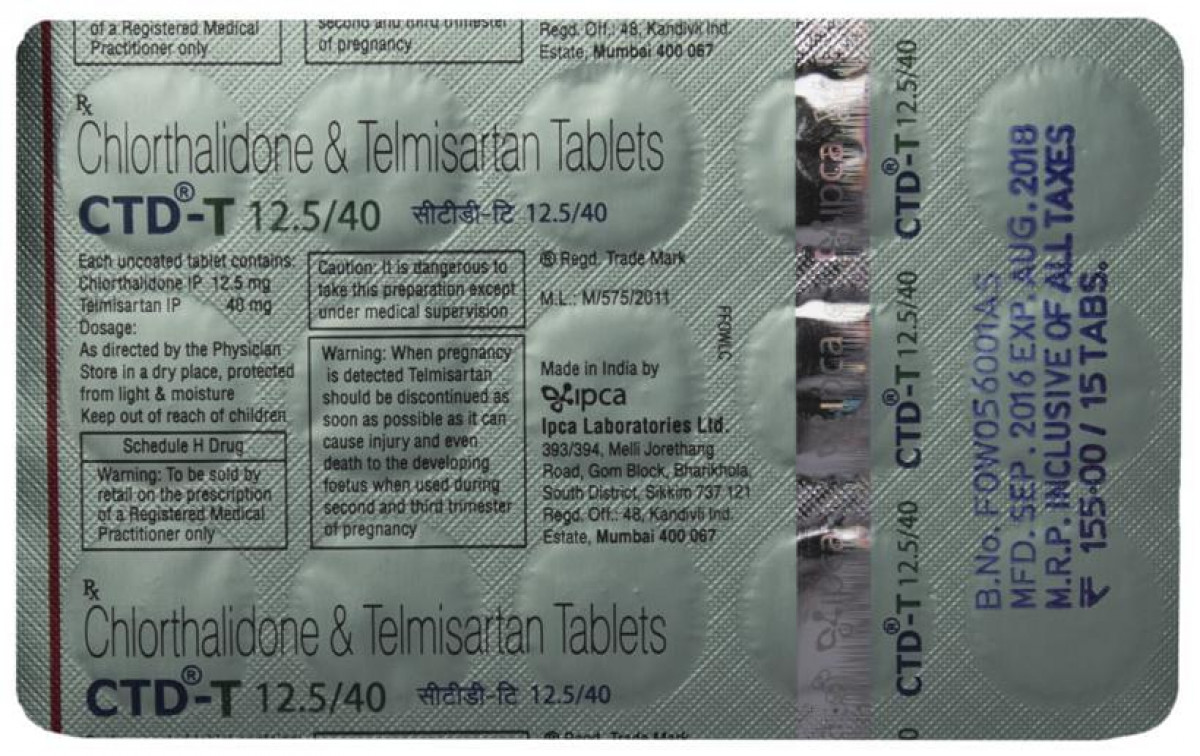 of a Registered Medical
Practitioner only
second and third trimester
of pregnancy
Regd. Off.: 48, Kandivli Ind.
Estate, Mumbai 400 067
Rx
Chlorthalidone & Telmisartan Tablets
CTD®-T 12.5/40 सीटीडी-टि 12.5/40
Each uncoated tablet contains:
Chlorthalidone IP 12.5 mg
Telmisartan IP 40 mg
Dosage:
As directed by the Physician
Store in a dry place, protected
from light & moisture
Keep out of reach of children
Schedule H Drug
Warning: To be sold by
retail on the prescription
of a Registered Medical
Practitioner only
Caution: It is dangerous to
take this preparation except
under medical supervision
Warning: When pregnancy
is detected Telmisartan
should be discontinued as
soon as possible as it can
cause injury and even
death to the developing
foetus when used during
second and third trimester
of pregnancy
® Regd. Trade Mark
M.L.: M/575/2011
Made in India by
ipca
Ipca Laboratories Ltd.
393/394, Melli Jorethang
Road, Gom Block, Bharikhola,
South District, Sikkim 737 121
Regd. Off.: 48, Kandivli Ind.
Estate, Mumbai 400 067
Rx
Chlorthalidone & Telmisartan Tablets
CTD®-T 12.5/40 सीटीडी-टि 12.5/40
® Regd. Trade Mark
ipca
ipca
ipca
CTD®-T 12.5/40
CTD®-T 12.5/40
CTD®-T 12.5/40
0
B.No. FOW056001AS
MFD. SEP. 2016 EXP. AUG. 2018
M.R.P. INCLUSIVE OF ALL TAXES
₹ 155.00 / 15 TABS.